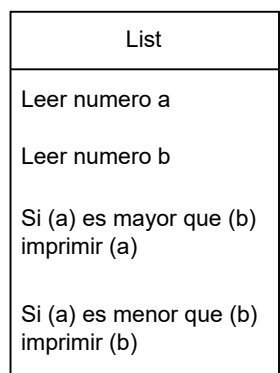 List
Leer numero a
Leer numero b
Si (a) es mayor que (b)
imprimir (a)
Si (a) es menor que (b)
imprimir (b)